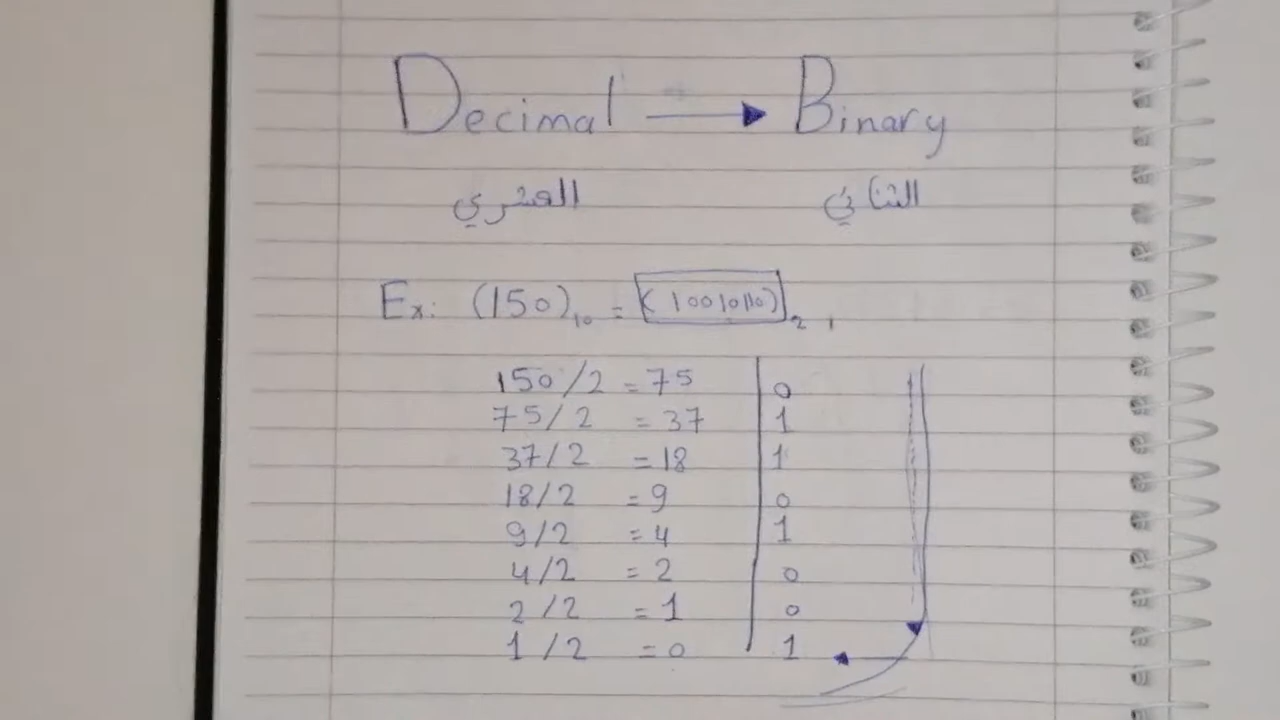 Decimal → Binary
العشري الثنائي
Ex: (150)10 = (10010110)2
150/2 = 75 0
75/2 = 37 1
37/2 = 18 1
18/2 = 9 0
9/2 = 4 1
4/2 = 2 0
2/2 = 1 0
1/2 = 0 1